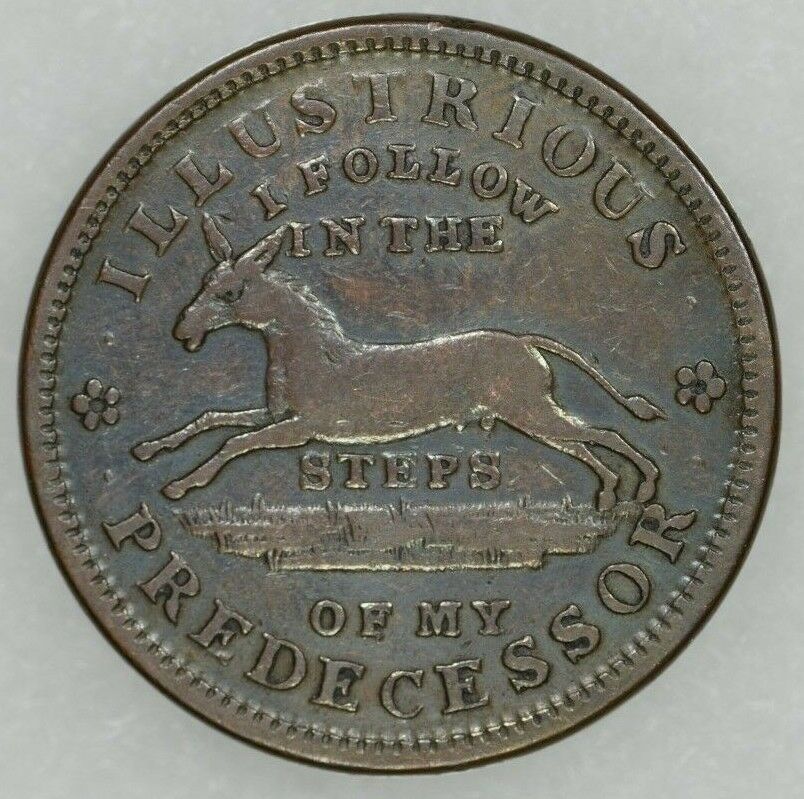 ILLUSTRIOUS
I FOLLOW
IN THE
STEPS
OF MY
PREDECESSOR